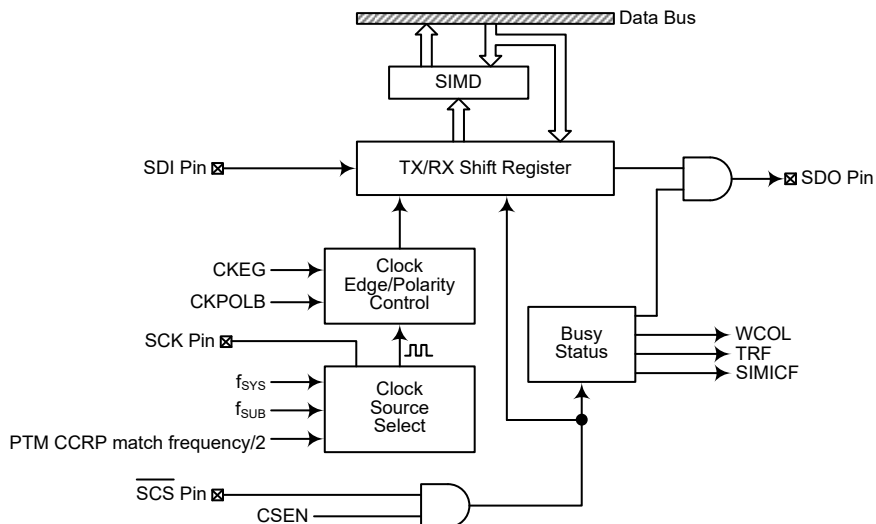 Data Bus
SIMD
SDI Pin
TX/RX Shift Register
SDO Pin
CKEG
CKPOLB
Clock
Edge/Polarity
Control
SCK Pin
Busy
Status
WCOL
TRF
SIMICF
fSYS
fSUB
PTM CCRP match frequency/2
Clock
Source
Select
SCS Pin
CSEN